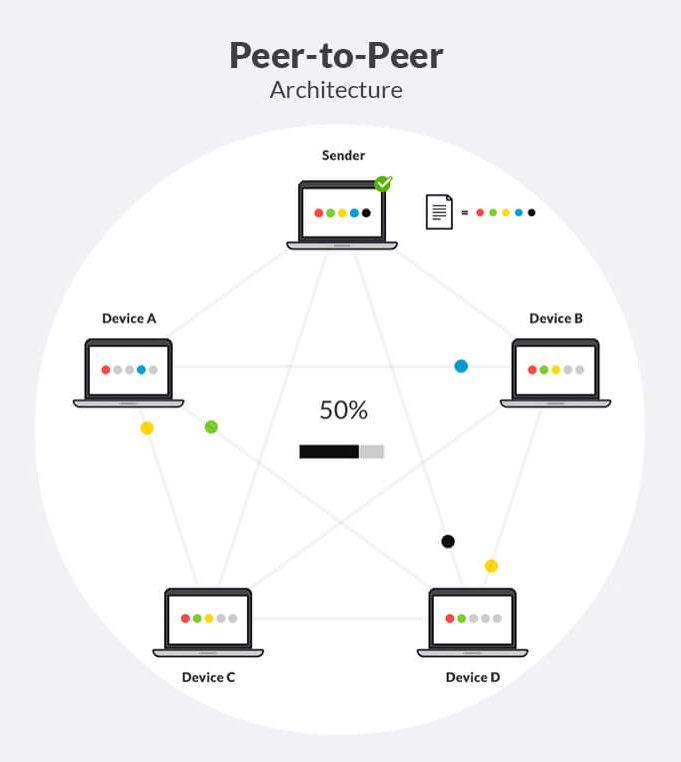 Peer-to-Peer
Architecture
Sender
=
Device A
Device B
50%
Device C
Device D